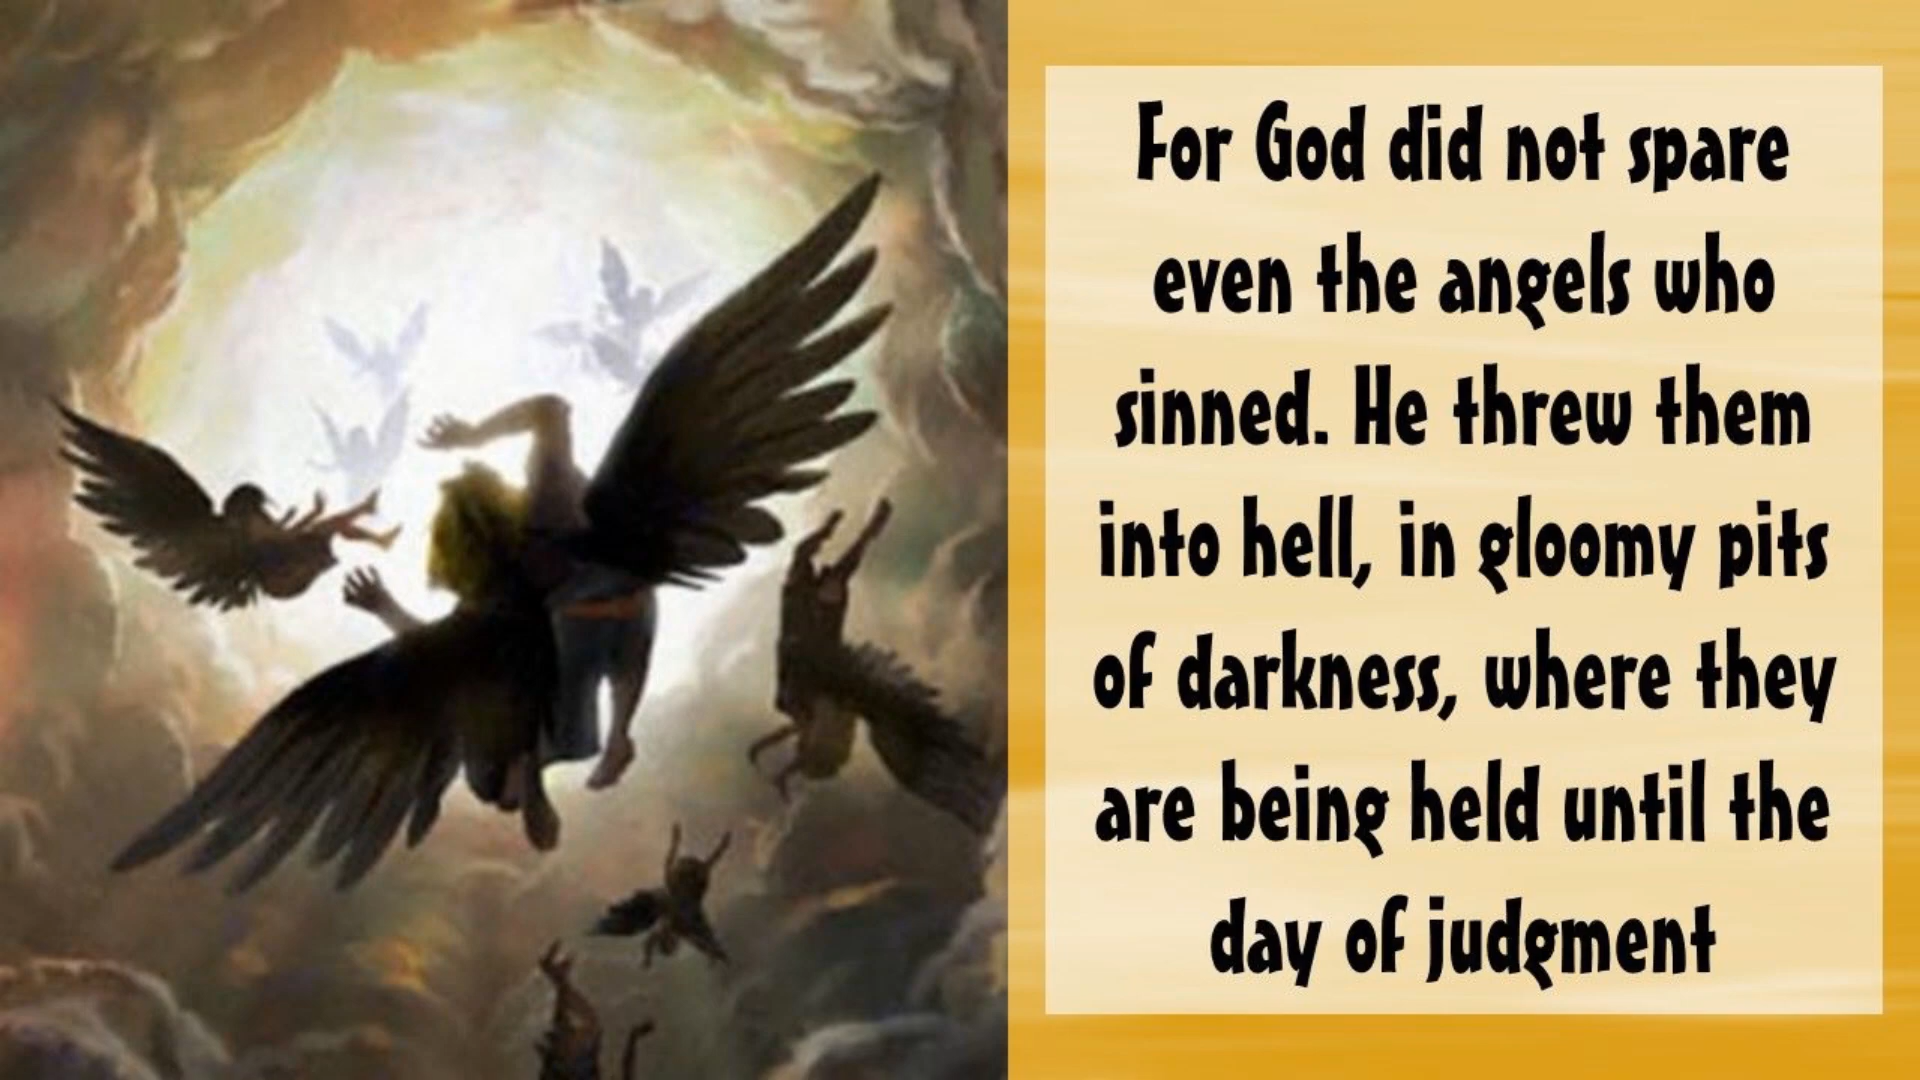 For God did not spare
even the angels who
sinned. He threw them
into hell, in gloomy pits
of darkness, where they
are being held until the
day of judgment